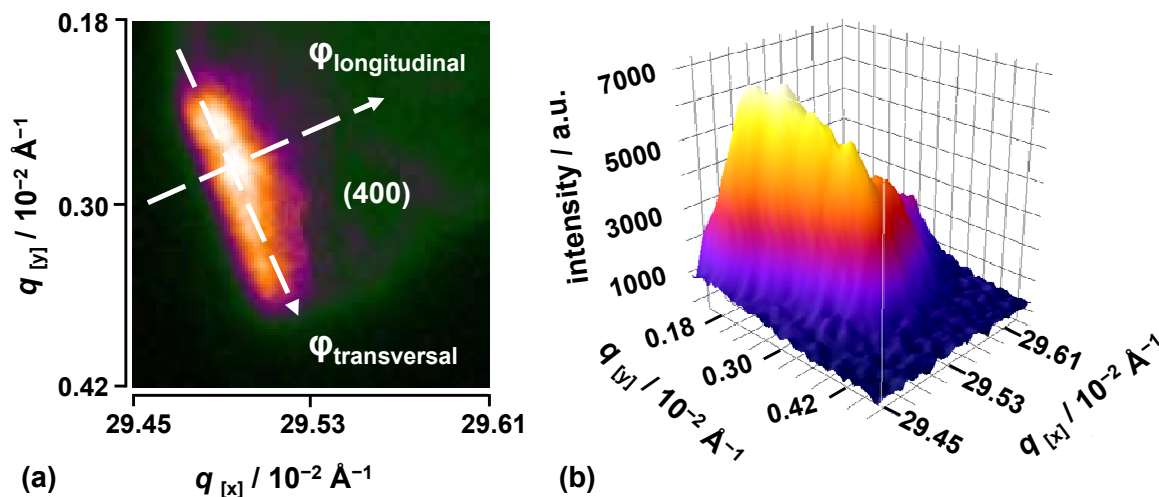 0.18
0.30
0.42
q [y] / 10⁻² Å⁻¹
φlongitudinal
(400)
φtransversal
29.45 29.53 29.61
q [x] / 10⁻² Å⁻¹
(a)
7000
5000
3000
1000
intensity / a.u.
0.18
0.30
0.42
q [y] / 10⁻² Å⁻¹
29.61
29.53
29.45
q [x] / 10⁻² Å⁻¹
(b)